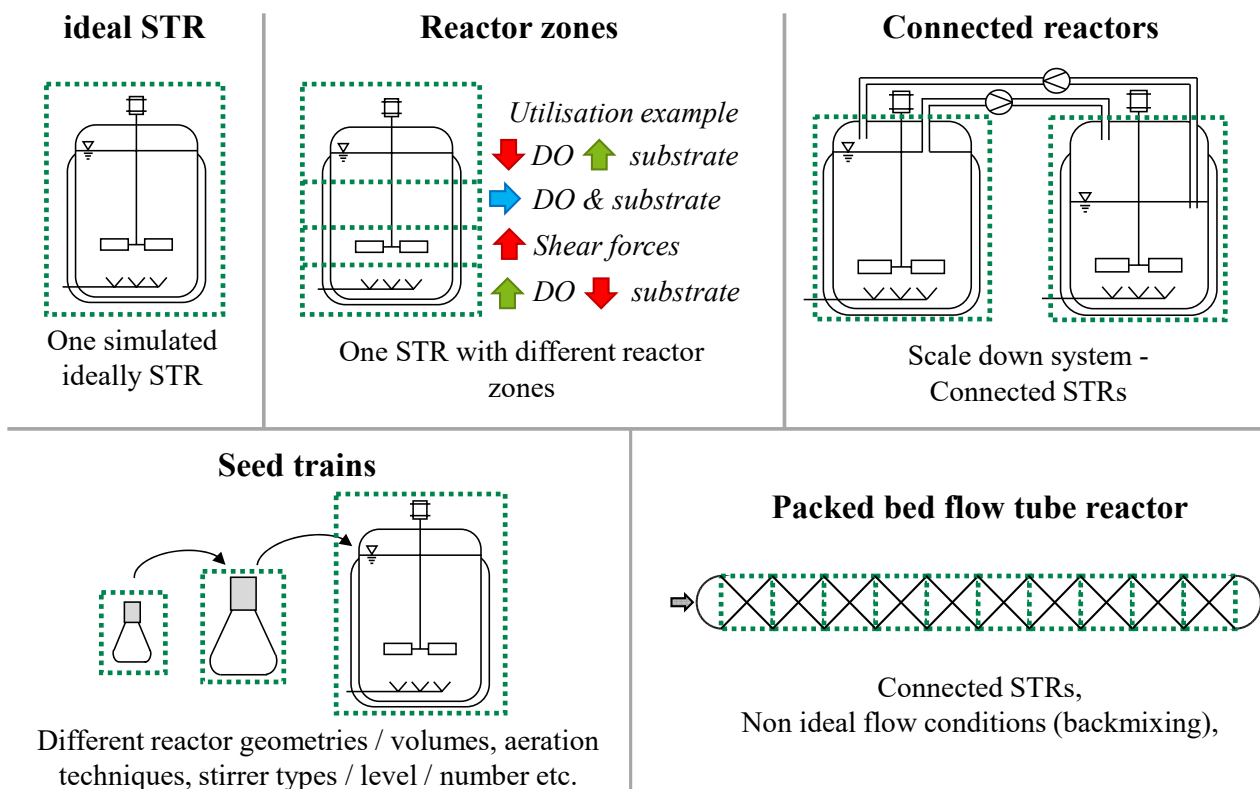 ideal STR
One simulated
ideally STR
Reactor zones
Utilisation example
DO substrate
DO & substrate
Shear forces
DO substrate
One STR with different reactor
zones
Connected reactors
Scale down system -
Connected STRs
Seed trains
Different reactor geometries / volumes, aeration
techniques, stirrer types / level / number etc.
Packed bed flow tube reactor
Connected STRs,
Non ideal flow conditions (backmixing),